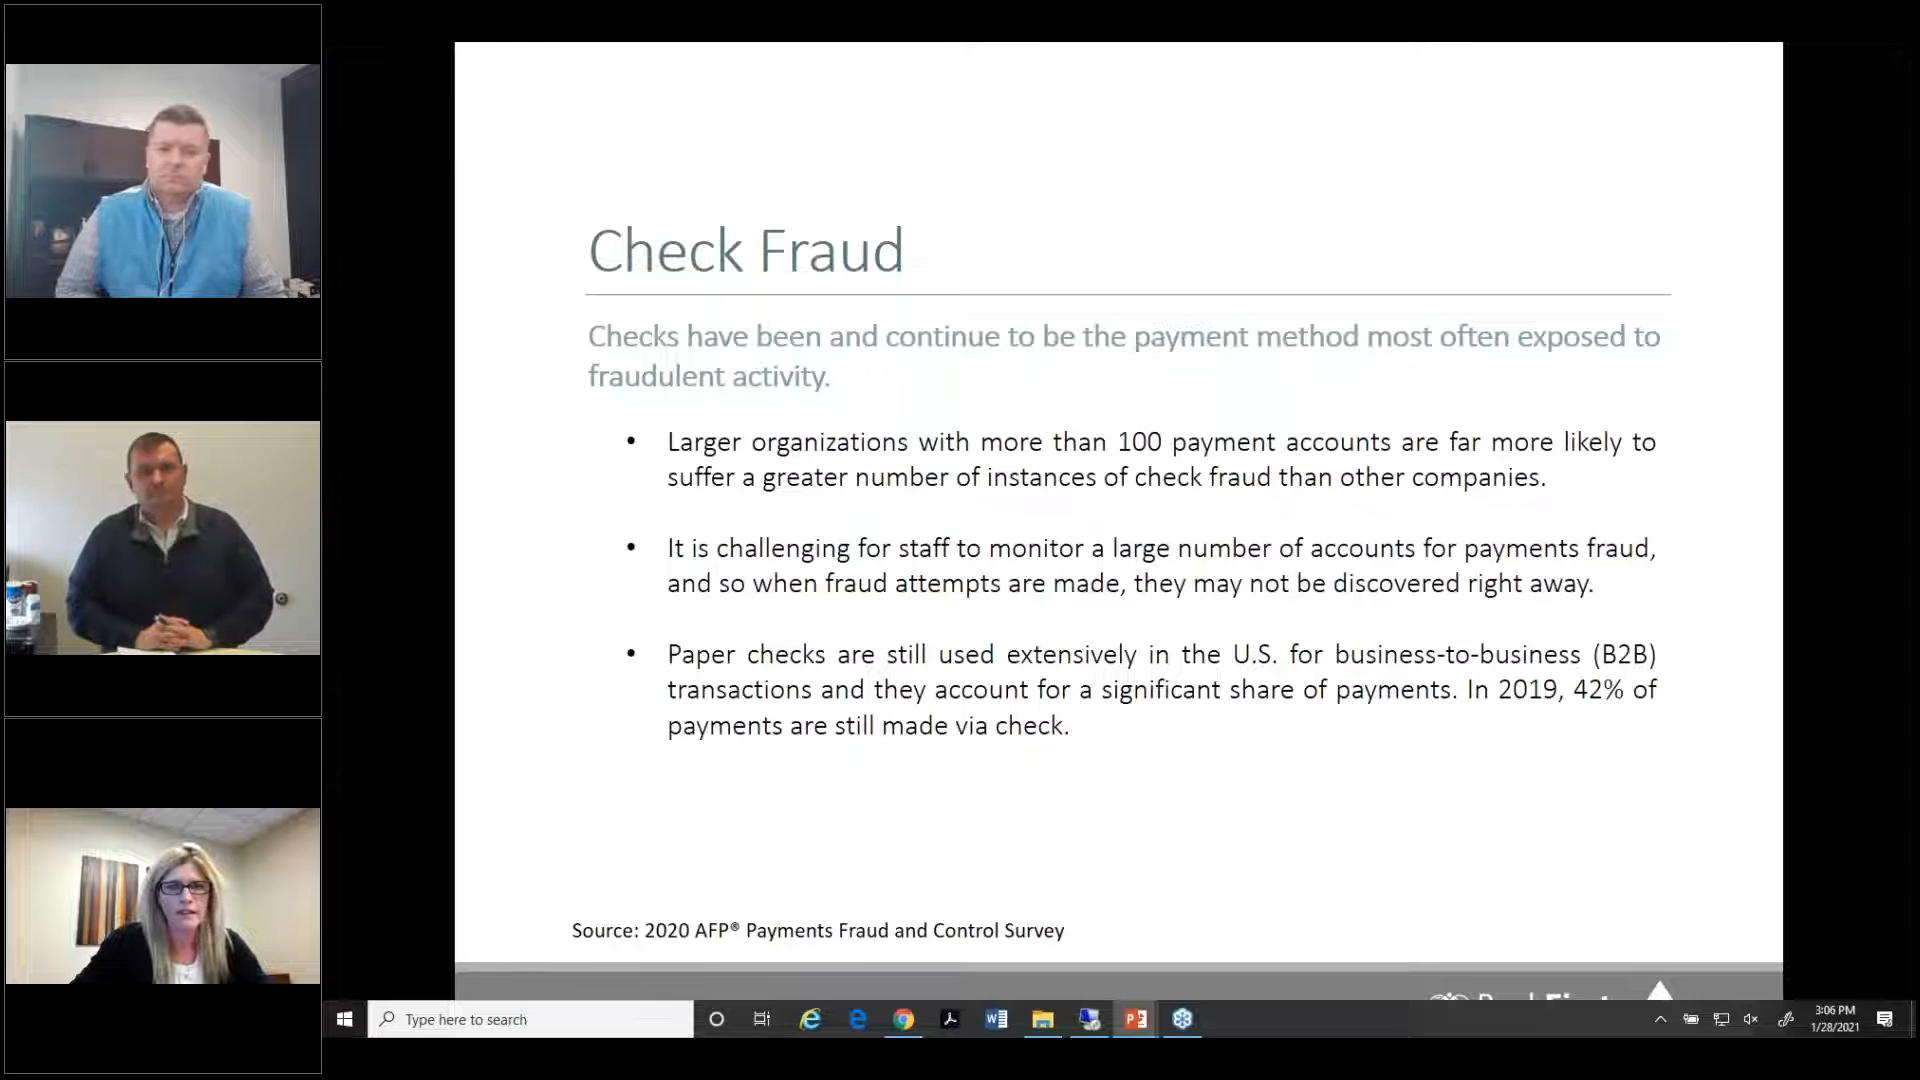 Check Fraud
Checks have been and continue to be the payment method most often exposed to
fraudulent activity.
• Larger organizations with more than 100 payment accounts are far more likely to
suffer a greater number of instances of check fraud than other companies.
• It is challenging for staff to monitor a large number of accounts for payments fraud,
and so when fraud attempts are made, they may not be discovered right away.
• Paper checks are still used extensively in the U.S. for business-to-business (B2B)
transactions and they account for a significant share of payments. In 2019, 42% of
payments are still made via check.
Source: 2020 AFP® Payments Fraud and Control Survey
Type here to search
3:06 PM
1/28/2021